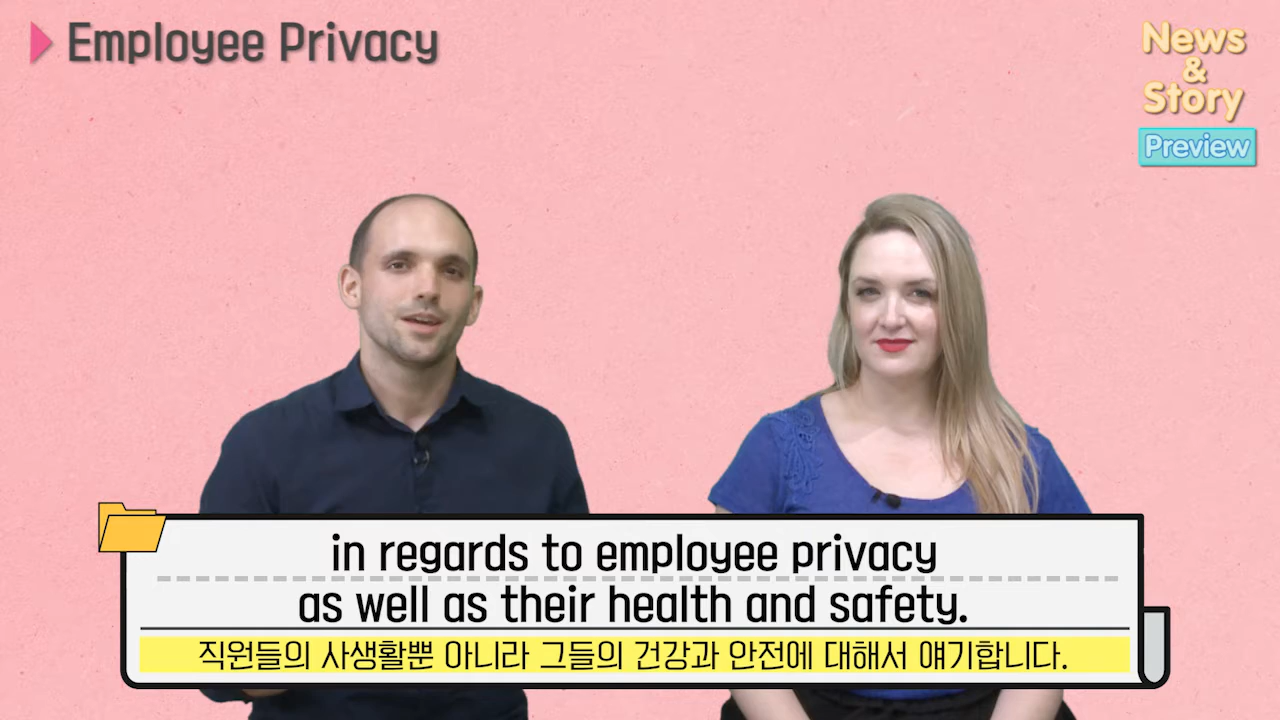 Employee Privacy
News
&
Story
Preview
in regards to employee privacy
as well as their health and safety.
직원들의 사생활뿐 아니라 그들의 건강과 안전에 대해서 얘기합니다.